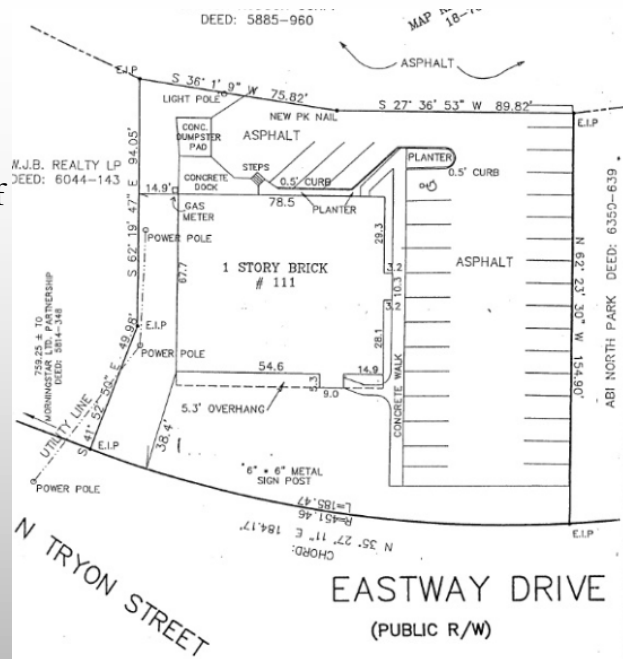 DEED: 5885-960
MAP
18-7
ASPHALT
E.I.P
S 36° 1' 9" W 75.82'
LIGHT POLE
NEW PK NAIL
S 27° 36' 53" W 89.82'
E.I.P
CONC.
DUMPSTER
PAD
ASPHALT
STEPS
0.5' CURB
PLANTER
0.5' CURB
W.J.B. REALTY LP
DEED: 6044-143
S 62° 19' 47" E 94.05'
14.9'
CONCRETE
DOCK
GAS
METER
78.5
PLANTER
POWER POLE
67.7
1 STORY BRICK
# 111
29.3
3.2
10.3
3.2
28.1
ASPHALT
N 62° 23' 30" W 154.90'
ABI NORTH PARK DEED: 6350-639
759.25 ± TO
MORNINGSTAR LTD. PARTNERSHIP
DEED: 5814-348
E.I.P
POWER POLE
S 41° 52' 50" E 49.98'
UTILITY LINE
54.6
5.3
9.0
14.9
5.3' OVERHANG
CONCRETE WALK
38.4'
E.I.P
POWER POLE
6" * 6" METAL
SIGN POST
L=185.47
R=451.46
CHORD:
N 35° 27' 11" E 184.17'
E.I.P
N TRYON STREET
EASTWAY DRIVE
(PUBLIC R/W)